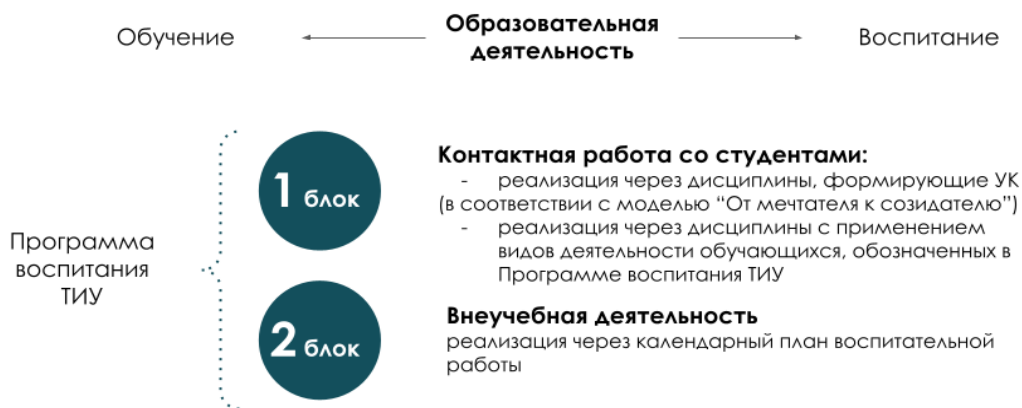 Обучение
Образовательная
деятельность
Воспитание
Программа
воспитания
ТИУ
1 блок
Контактная работа со студентами:
- реализация через дисциплины, формирующие УК
(в соответствии с моделью “От мечтателя к созидателю”)
- реализация через дисциплины с применением
видов деятельности обучающихся, обозначенных в
Программе воспитания ТИУ
2 блок
Внеучебная деятельность
реализация через календарный план воспитательной
работы